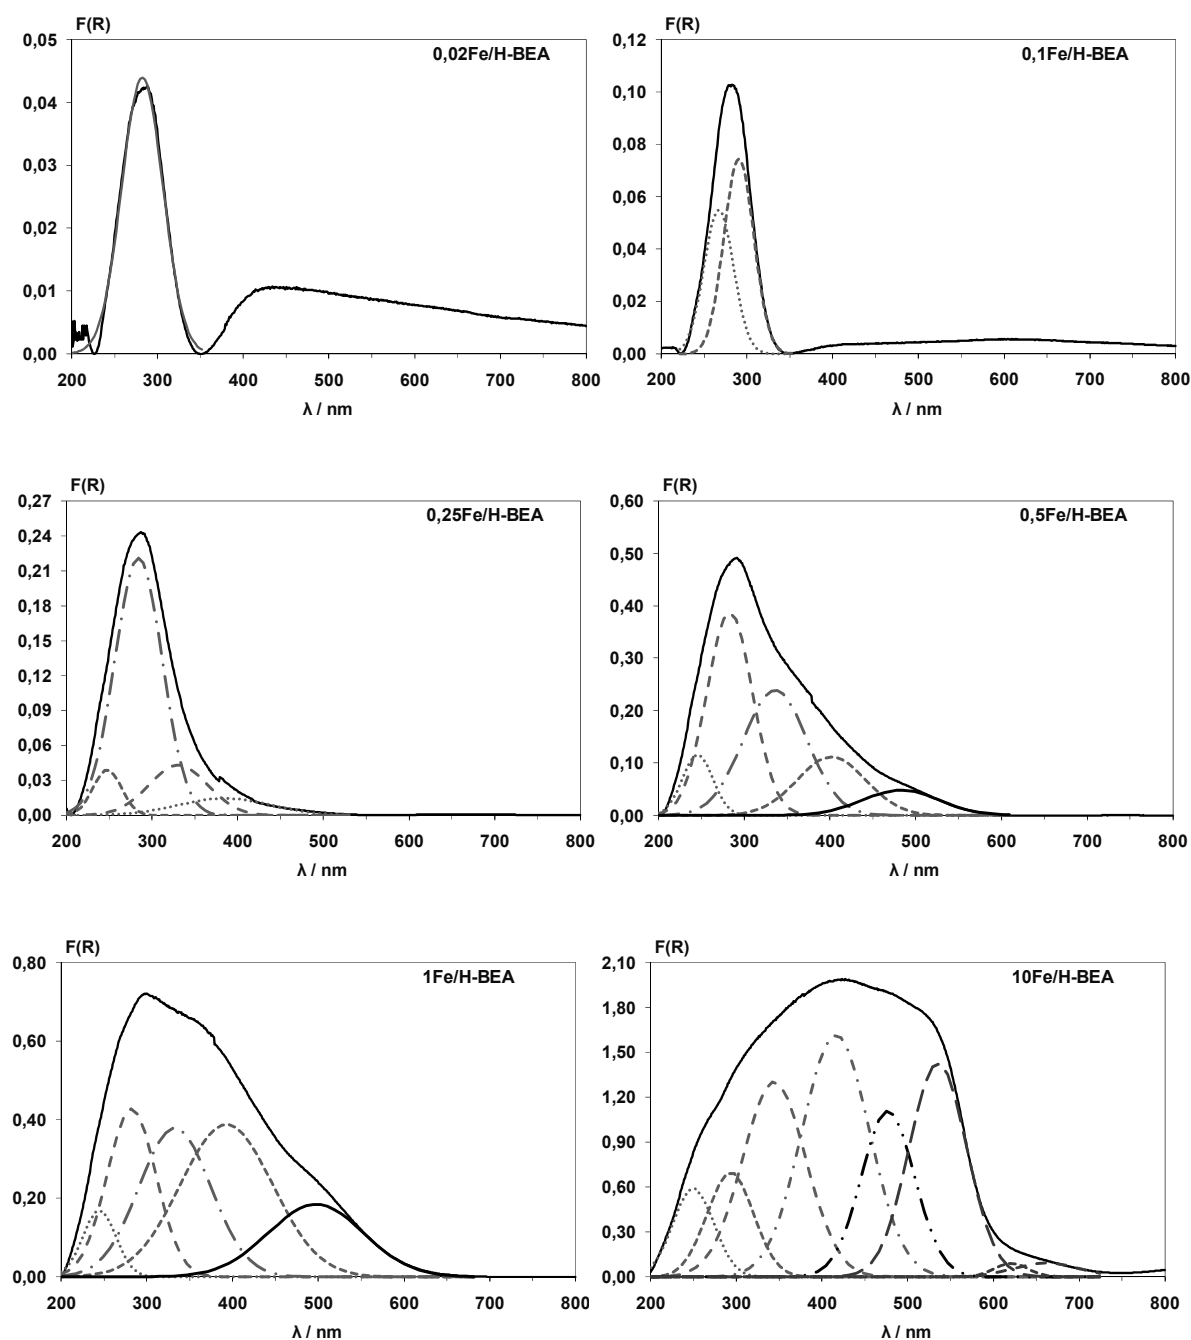 F(R)
0,02Fe/H-BEA
0,05
0,04
0,03
0,02
0,01
0,00
200 300 400 500 600 700 800
λ / nm
F(R)
0,1Fe/H-BEA
0,12
0,10
0,08
0,06
0,04
0,02
0,00
200 300 400 500 600 700 800
λ / nm
F(R)
0,25Fe/H-BEA
0,27
0,24
0,21
0,18
0,15
0,12
0,09
0,06
0,03
0,00
200 300 400 500 600 700 800
λ / nm
F(R)
0,5Fe/H-BEA
0,60
0,50
0,40
0,30
0,20
0,10
0,00
200 300 400 500 600 700 800
λ / nm
F(R)
1Fe/H-BEA
0,80
0,60
0,40
0,20
0,00
200 300 400 500 600 700 800
λ / nm
F(R)
10Fe/H-BEA
2,10
1,80
1,50
1,20
0,90
0,60
0,30
0,00
200 300 400 500 600 700 800
λ / nm